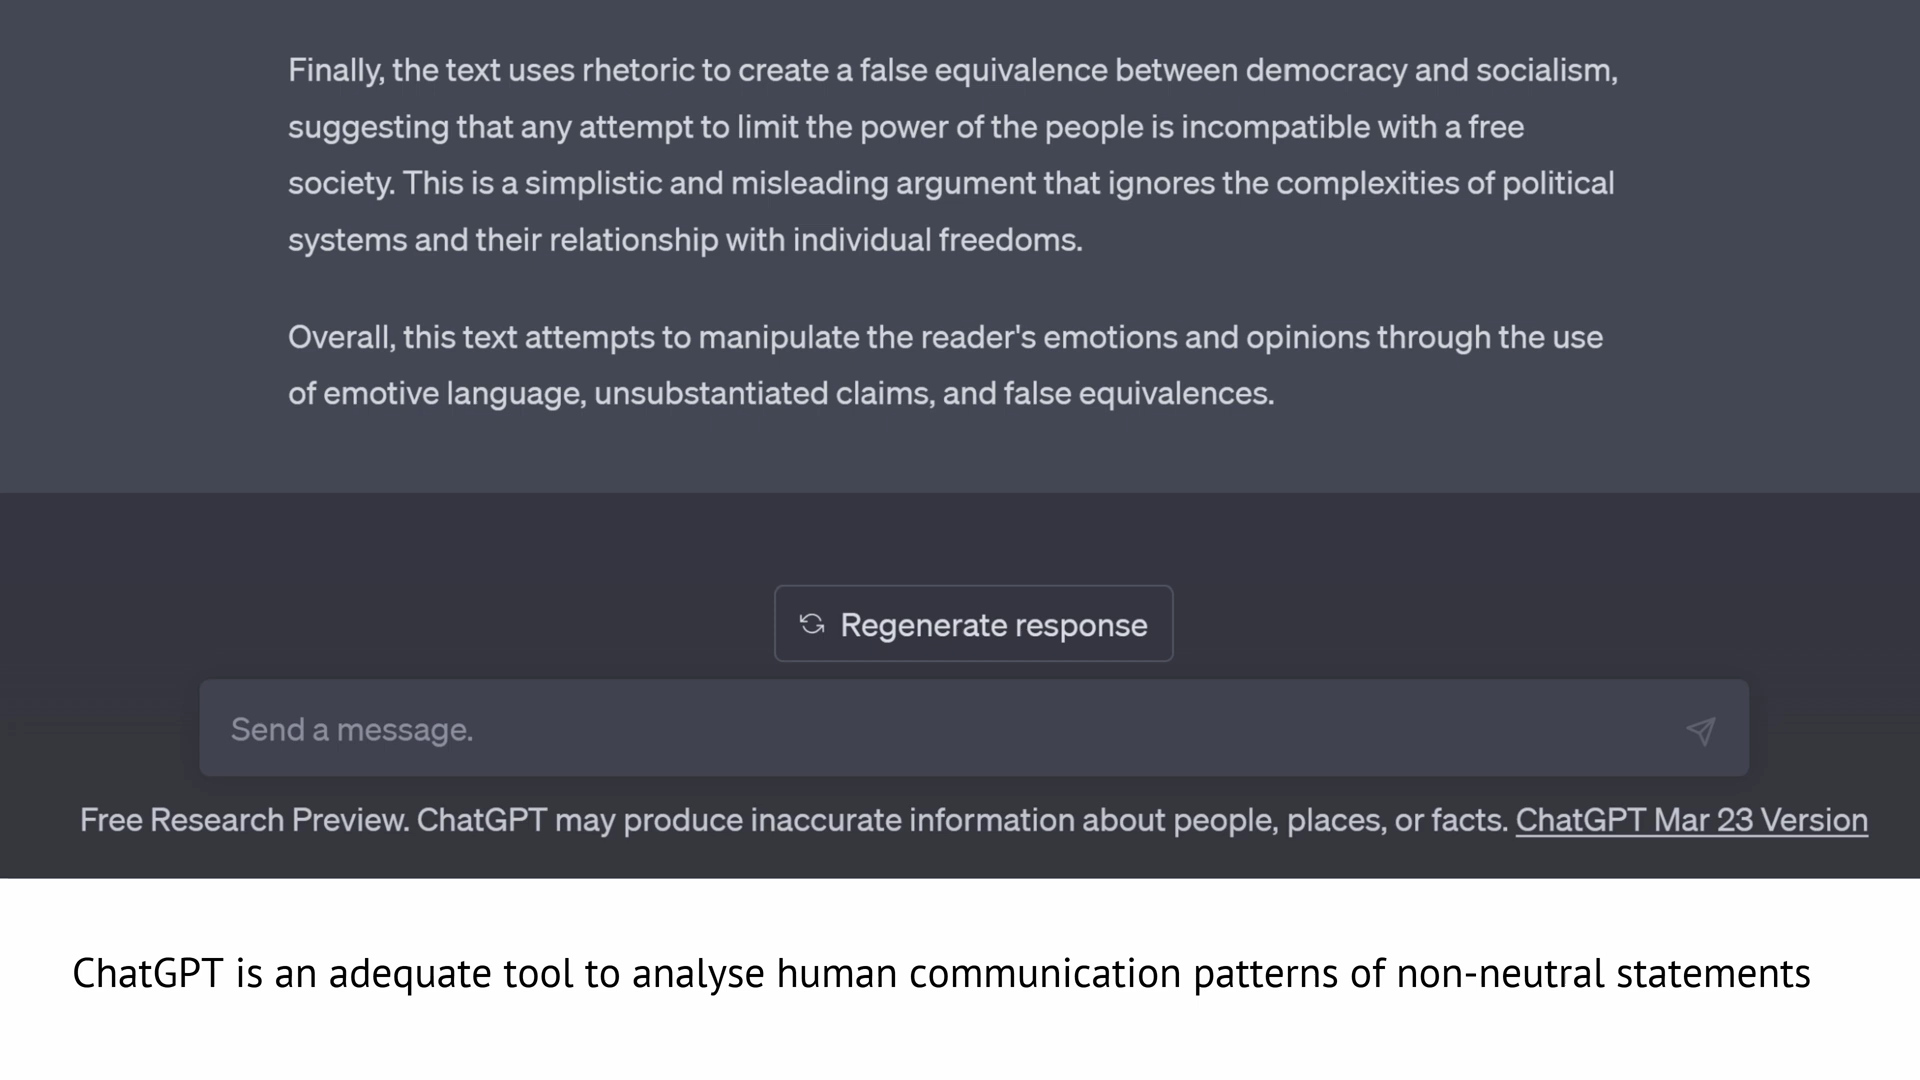 Finally, the text uses rhetoric to create a false equivalence between democracy and socialism,
suggesting that any attempt to limit the power of the people is incompatible with a free
society. This is a simplistic and misleading argument that ignores the complexities of political
systems and their relationship with individual freedoms.
Overall, this text attempts to manipulate the reader's emotions and opinions through the use
of emotive language, unsubstantiated claims, and false equivalences.
Regenerate response
Send a message.
Free Research Preview. ChatGPT may produce inaccurate information about people, places, or facts. ChatGPT Mar 23 Version
ChatGPT is an adequate tool to analyse human communication patterns of non-neutral statements